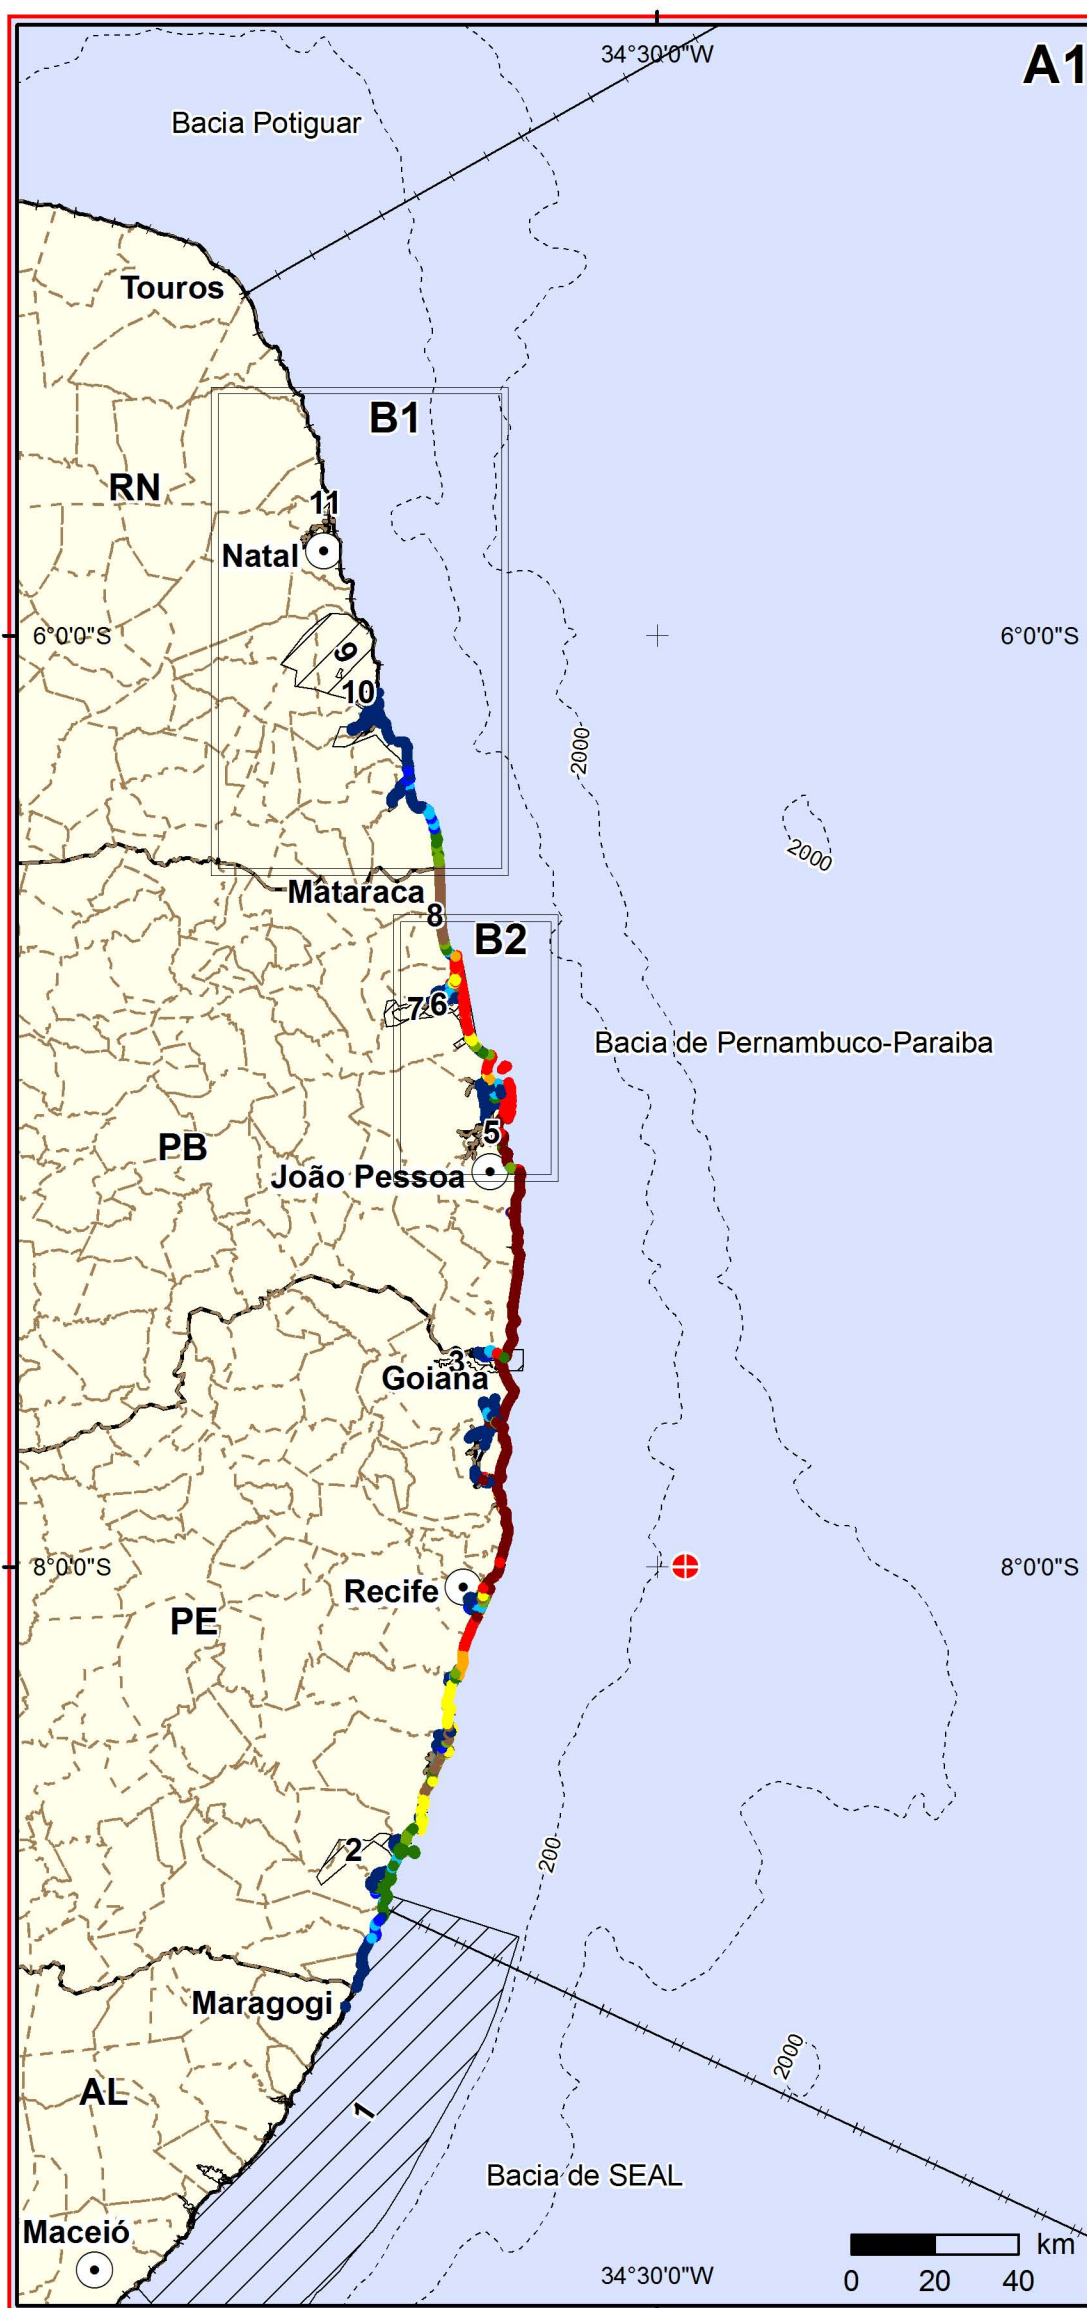 34°30'0"W
A1
Bacia Potiguar
Touros
B1
RN
11
Natal
6°0'0"S
6°0'0"S
9
10
2000
2000
Mataraca
8
B2
7
6
Bacia de Pernambuco-Paraiba
5
PB
João Pessoa
3
Goiana
8°0'0"S
8°0'0"S
Recife
PE
2
200
Maragogi
2000
AL
1
Bacia de SEAL
Maceió
km
34°30'0"W
0 20 40